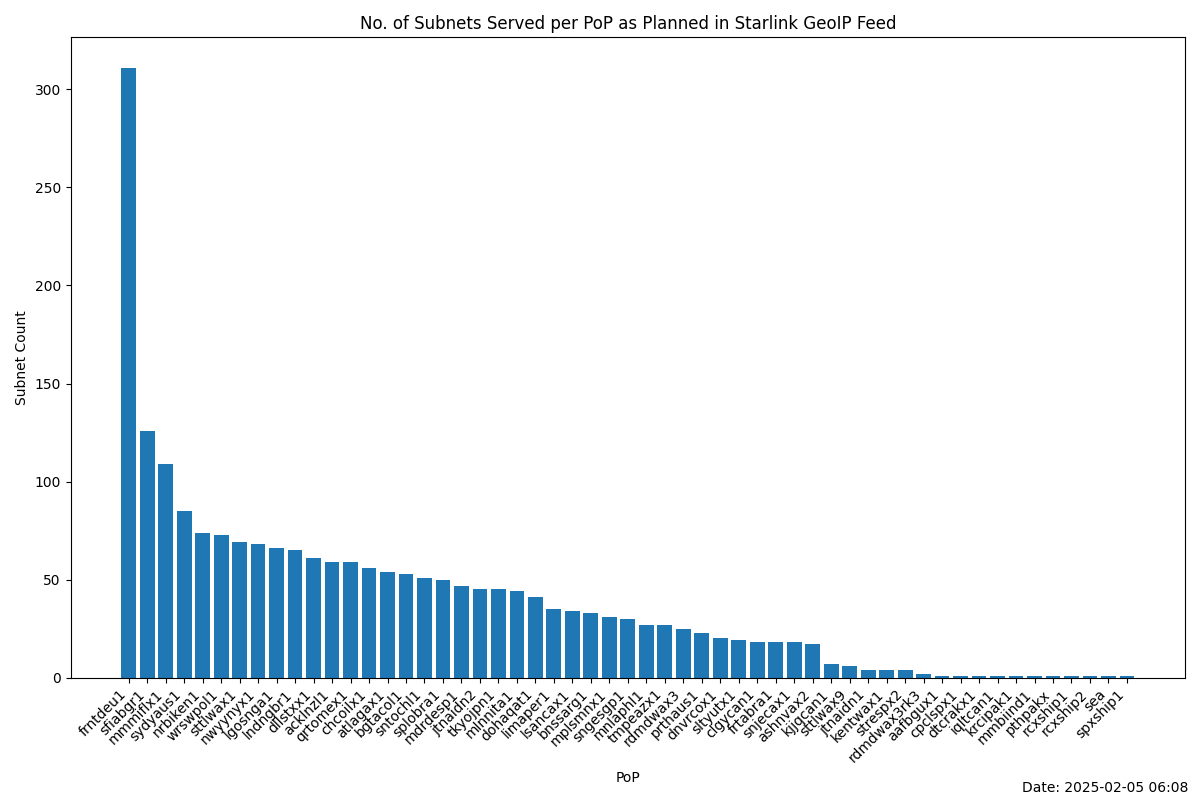 No. of Subnets Served per PoP as Planned in Starlink GeoIP Feed
300
250
200
150
100
50
0
Subnet Count
frntdeu1
sfiabgr1
mmmiflx1
sydyaus1
nrbiken1
wrswpol1
sttlwax1
nwyynyx1
lgosnga1
lndngbr1
dllstxx1
acklnzl1
qrtomex1
chcoilx1
atlagax1
bgtacol1
sntochl1
splobra1
mdrdesp1
jtnaldn2
tkyojpn1
mlnnita1
dohaqat1
limaper1
lsancax1
bnssarg1
mplsmnx1
sngesgp1
mnlaphl1
tmpeazx1
rdmdwax3
prthaus1
dnvrcox1
sltyutx1
clgycan1
frtabra1
snjecax1
ashnvax2
kjjgcan1
sttlwax9
jtnaldn1
kentwax1
strespx2
rdmdwax3rk3
aafbgux1
cpclspx1
dtcrakx1
iqltcan1
krcipak1
mmbiind1
pthpakx
rcxship1
rcxship2
sea
spxship1
PoP
Date: 2025-02-05 06:08